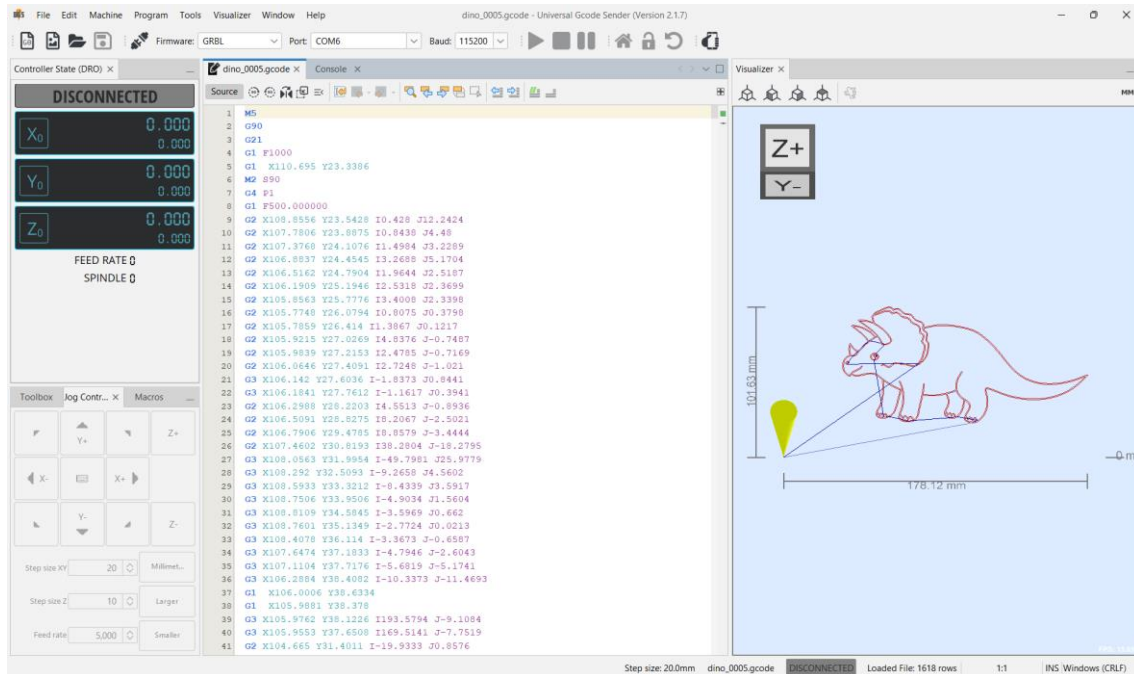 File Edit Machine Program Tools Visualizer Window Help dino_0005.gcode - Universal Gcode Sender (Version 2.1.7)
Firmware: GRBL Port: COM6 Baud: 115200
Controller State (DRO) ×
DISCONNECTED
X0 0.000
0.000
Y0 0.000
0.000
Z0 0.000
0.000
FEED RATE 0
SPINDLE 0
Toolbox Jog Contr... × Macros
Y+ Z+
X- X+
Y- Z-
Step size XY 20 Millimet...
Step size Z 10 Larger
Feed rate 5,000 Smaller
dino_0005.gcode × Console ×
Source
1 M5
2 G90
3 G21
4 G1 F1000
5 G1 X110.695 Y23.3386
6 M2 S90
7 G4 P1
8 G1 F500.000000
9 G2 X108.8556 Y23.5428 I0.428 J12.2424
10 G2 X107.7806 Y23.8875 I0.8438 J4.48
11 G2 X107.3768 Y24.1076 I1.4984 J3.2289
12 G2 X106.8837 Y24.4545 I3.2688 J5.1704
13 G2 X106.5162 Y24.7904 I1.9644 J2.5187
14 G2 X106.1909 Y25.1946 I2.5318 J2.3699
15 G2 X105.8563 Y25.7776 I3.4008 J2.3398
16 G2 X105.7748 Y26.0794 I0.8075 J0.3798
17 G2 X105.7859 Y26.414 I1.3867 J0.1217
18 G2 X105.9215 Y27.0269 I4.8376 J-0.7487
19 G2 X105.9839 Y27.2153 I2.4785 J-0.7169
20 G2 X106.0646 Y27.4091 I2.7248 J-1.021
21 G3 X106.142 Y27.6036 I-1.8373 J0.8441
22 G3 X106.1841 Y27.7612 I-1.1617 J0.3941
23 G2 X106.2988 Y28.2203 I4.5513 J-0.8936
24 G2 X106.5091 Y28.8275 I8.2067 J-2.5021
25 G2 X106.7906 Y29.4785 I8.8579 J-3.4444
26 G2 X107.4602 Y30.8193 I38.2804 J-18.2795
27 G3 X108.0563 Y31.9954 I-49.7981 J25.9779
28 G3 X108.292 Y32.5093 I-9.2658 J4.5602
29 G3 X108.5933 Y33.3212 I-8.4339 J3.5917
30 G3 X108.7506 Y33.9506 I-4.9034 J1.5604
31 G3 X108.8109 Y34.5845 I-3.5969 J0.662
32 G3 X108.7601 Y35.1349 I-2.7724 J0.0213
33 G3 X108.4078 Y36.114 I-3.3673 J-0.6587
34 G3 X107.6474 Y37.1833 I-4.7946 J-2.6043
35 G3 X107.1104 Y37.7176 I-5.6819 J-5.1741
36 G3 X106.2884 Y38.4082 I-10.3373 J-11.4693
37 G1 X106.0006 Y38.6334
38 G1 X105.9881 Y38.378
39 G3 X105.9762 Y38.1226 I193.5794 J-9.1084
40 G3 X105.9553 Y37.6508 I169.5141 J-7.7519
41 G2 X104.665 Y31.4011 I-19.9333 J0.8576
Visualizer ×
MM
Z+
Y-
101.63 mm
178.12 mm
0 m
Step size: 20.0mm dino_0005.gcode DISCONNECTED Loaded File: 1618 rows 1:1 INS Windows (CRLF)